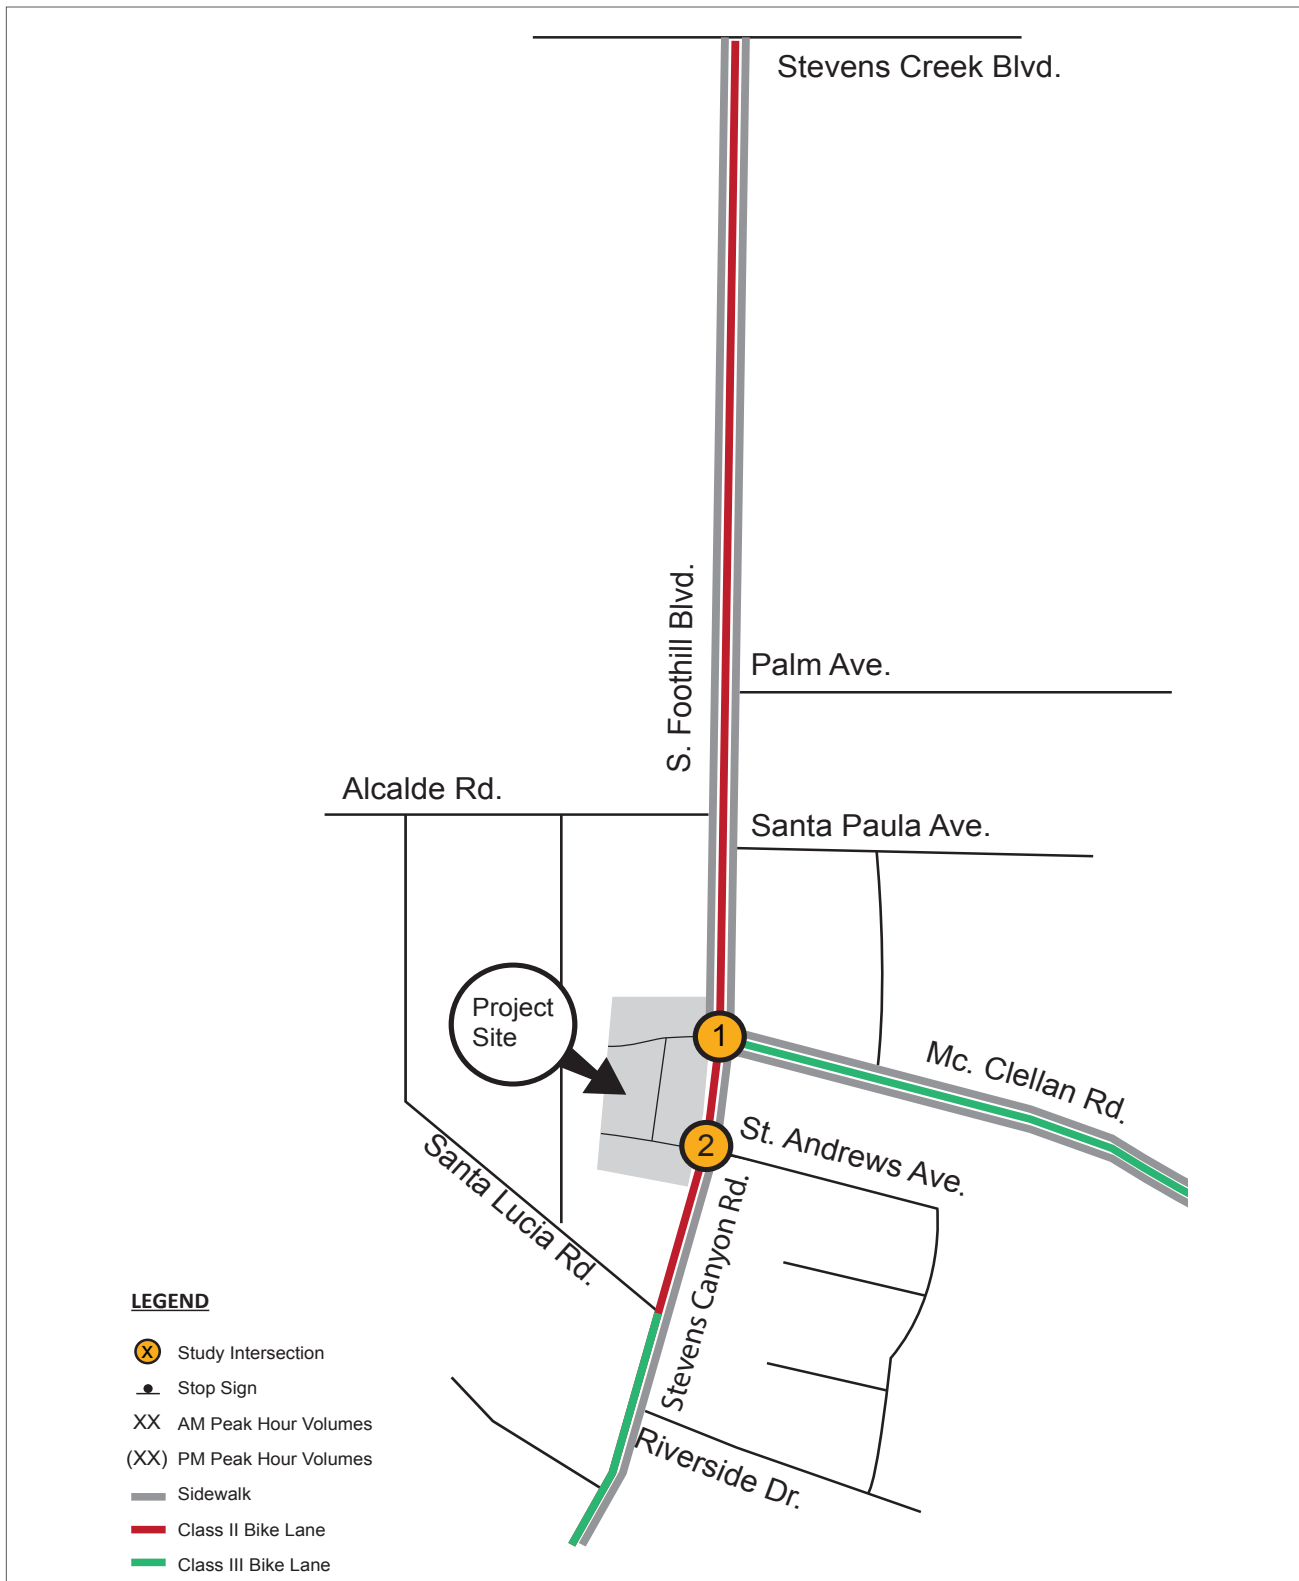 Stevens Creek Blvd.
S. Foothill Blvd.
Palm Ave.
Alcalde Rd.
Santa Paula Ave.
Project
Site
1
Mc. Clellan Rd.
2
St. Andrews Ave.
Santa Lucia Rd.
Stevens Canyon Rd.
Riverside Dr.
LEGEND
X Study Intersection
Stop Sign
XX AM Peak Hour Volumes
(XX) PM Peak Hour Volumes
Sidewalk
Class II Bike Lane
Class III Bike Lane